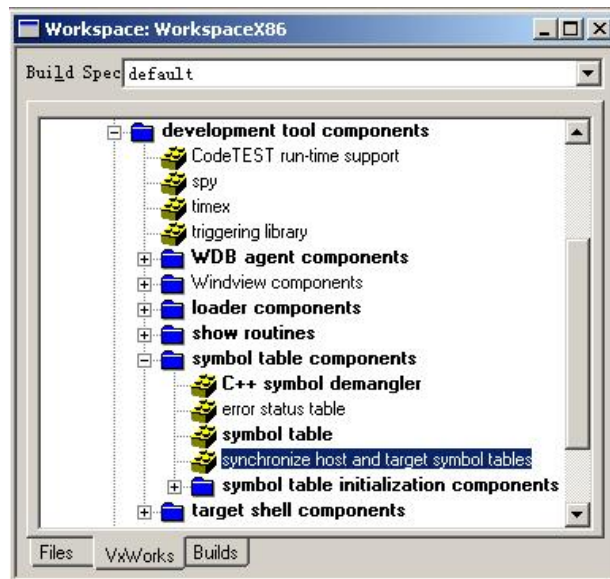 Workspace: WorkspaceX86
Build Spec default
development tool components
CodeTEST run-time support
spy
timex
triggering library
WDB agent components
Windview components
loader components
show routines
symbol table components
C++ symbol demangler
error status table
symbol table
synchronize host and target symbol tables
symbol table initialization components
target shell components
Files VxWorks Builds